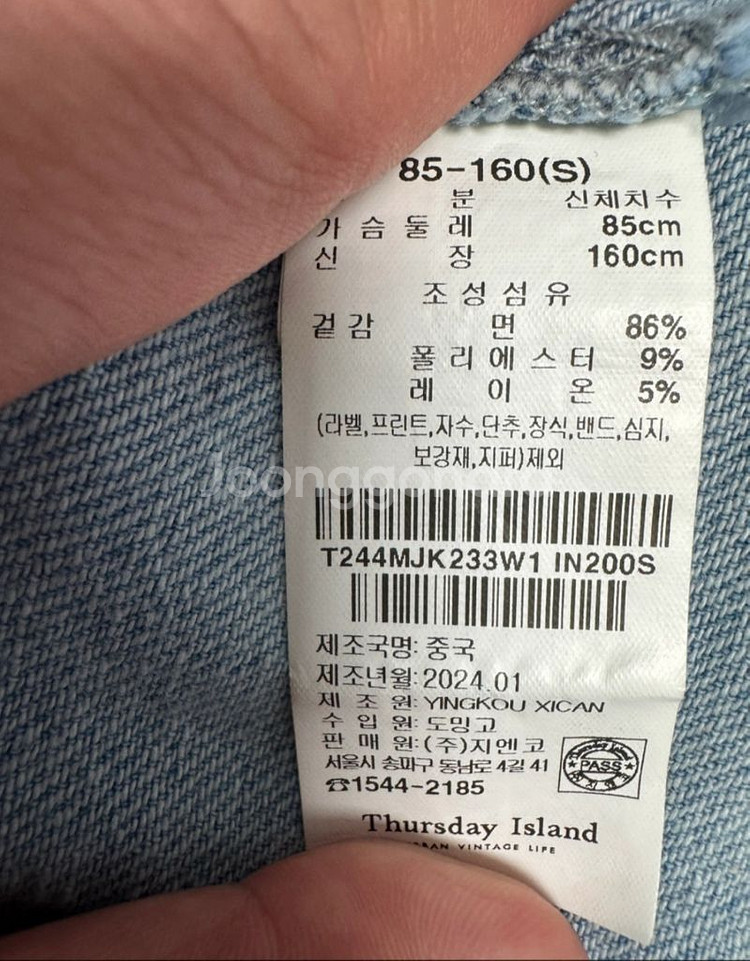 85-160(S)
분 신체치수
가슴둘레 85cm
신장 160cm
조성섬유
겉감 면 86%
폴리에스터 9%
레이온 5%
(라벨,프린트,자수,단추,장식,밴드,심지,
보강재,지퍼)제외
T244MJK233W1 IN200S
제조국명: 중국
제조년월: 2024.01
제조원: YINGKOU XICAN
수입원: 도밍고
판매원: (주)지엔코
서울시 송파구 동남로 4길 41
☎1544-2185
Thursday Island
PASS
Thursday Island
VINTAGE LIFE